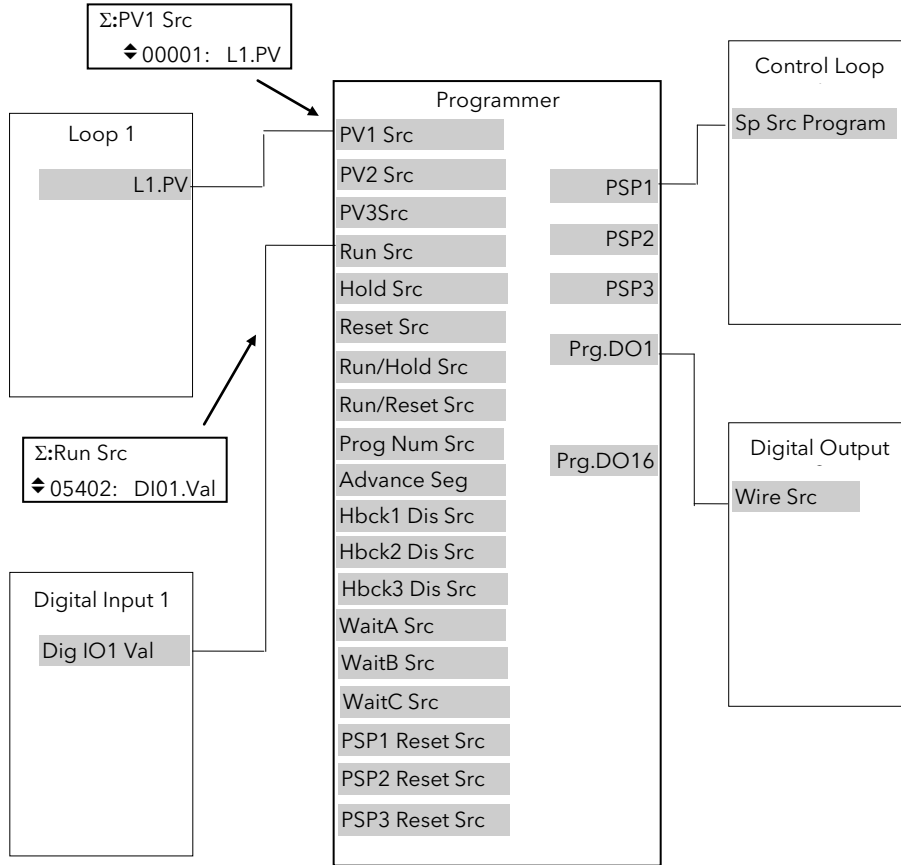 Σ:PV1 Src
00001: L1.PV
Loop 1
L1.PV
Σ:Run Src
05402: DI01.Val
Digital Input 1
Dig IO1 Val
Programmer
PV1 Src
PV2 Src
PV3Src
Run Src
Hold Src
Reset Src
Run/Hold Src
Run/Reset Src
Prog Num Src
Advance Seg
Hbck1 Dis Src
Hbck2 Dis Src
Hbck3 Dis Src
WaitA Src
WaitB Src
WaitC Src
PSP1 Reset Src
PSP2 Reset Src
PSP3 Reset Src
PSP1
PSP2
PSP3
Prg.DO1
Prg.DO16
Control Loop
Sp Src Program
Digital Output
Wire Src